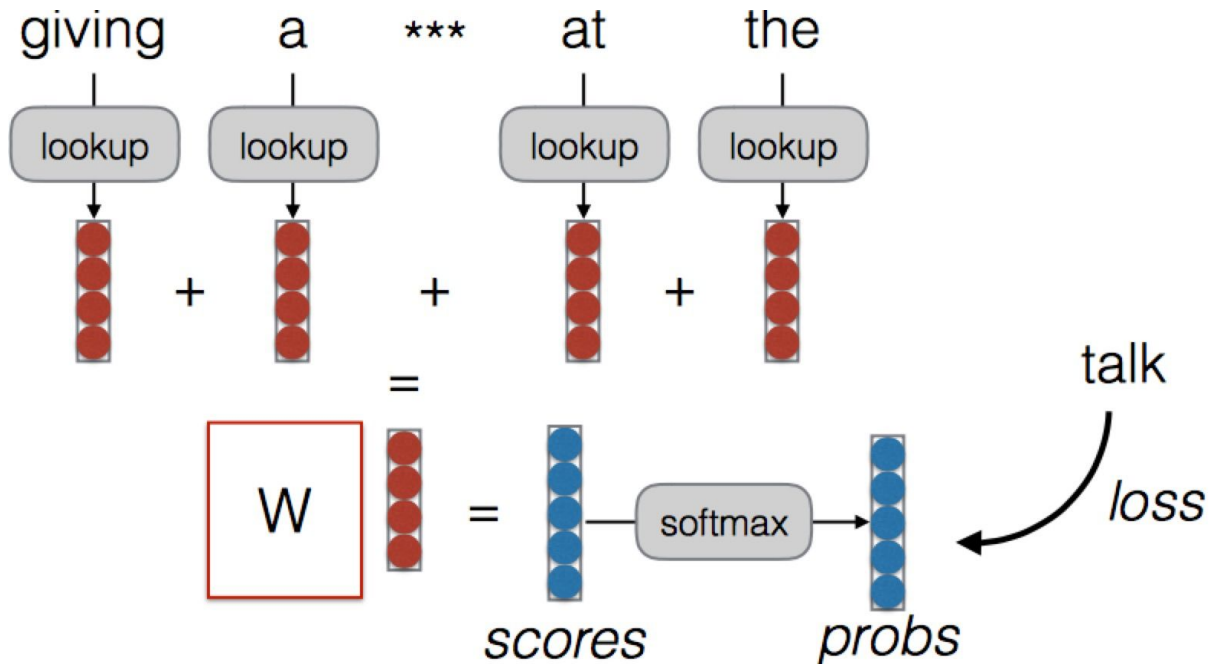 giving a *** at the
lookup lookup lookup lookup
+ + +
=
talk
W = softmax loss
scores probs